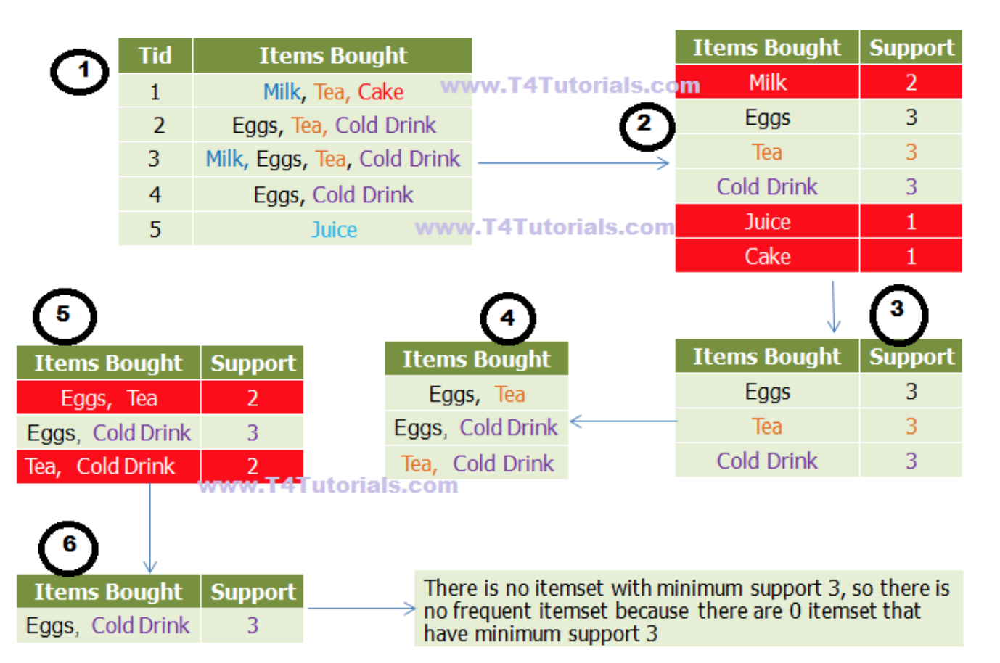 1
Tid Items Bought
1 Milk, Tea, Cake
2 Eggs, Tea, Cold Drink
3 Milk, Eggs, Tea, Cold Drink
4 Eggs, Cold Drink
5 Juice
www.T4Tutorials.com
www.T4Tutorials.com
2
Items Bought Support
Milk 2
Eggs 3
Tea 3
Cold Drink 3
Juice 1
Cake 1
3
Items Bought Support
Eggs 3
Tea 3
Cold Drink 3
4
Items Bought
Eggs, Tea
Eggs, Cold Drink
Tea, Cold Drink
5
Items Bought Support
Eggs, Tea 2
Eggs, Cold Drink 3
Tea, Cold Drink 2
www.T4Tutorials.com
6
Items Bought Support
Eggs, Cold Drink 3
There is no itemset with minimum support 3, so there is
no frequent itemset because there are 0 itemset that
have minimum support 3